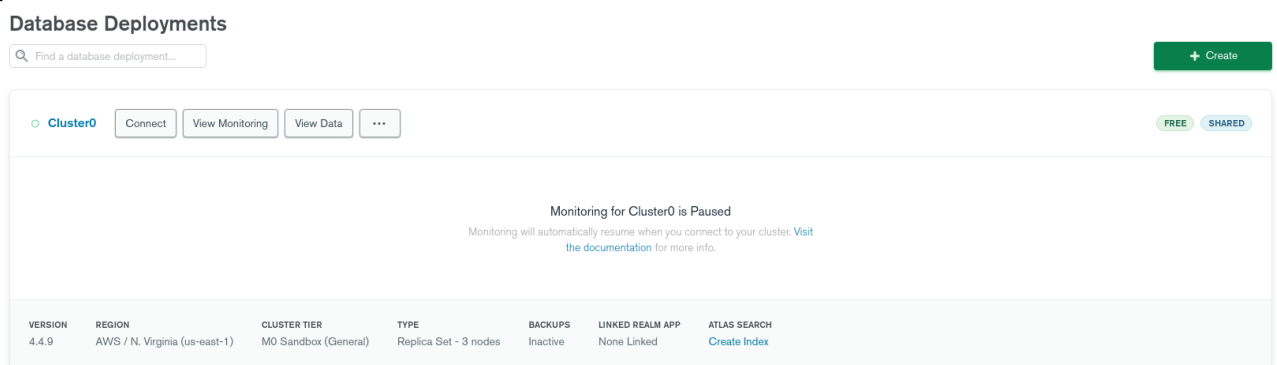 Database Deployments
Find a database deployment...
+ Create
Cluster0
Connect
View Monitoring
View Data
...
FREE
SHARED
Monitoring for Cluster0 is Paused
Monitoring will automatically resume when you connect to your cluster. Visit
the documentation for more info.
VERSION REGION CLUSTER TIER TYPE BACKUPS LINKED REALM APP ATLAS SEARCH
4.4.9 AWS / N. Virginia (us-east-1) M0 Sandbox (General) Replica Set - 3 nodes Inactive None Linked Create Index